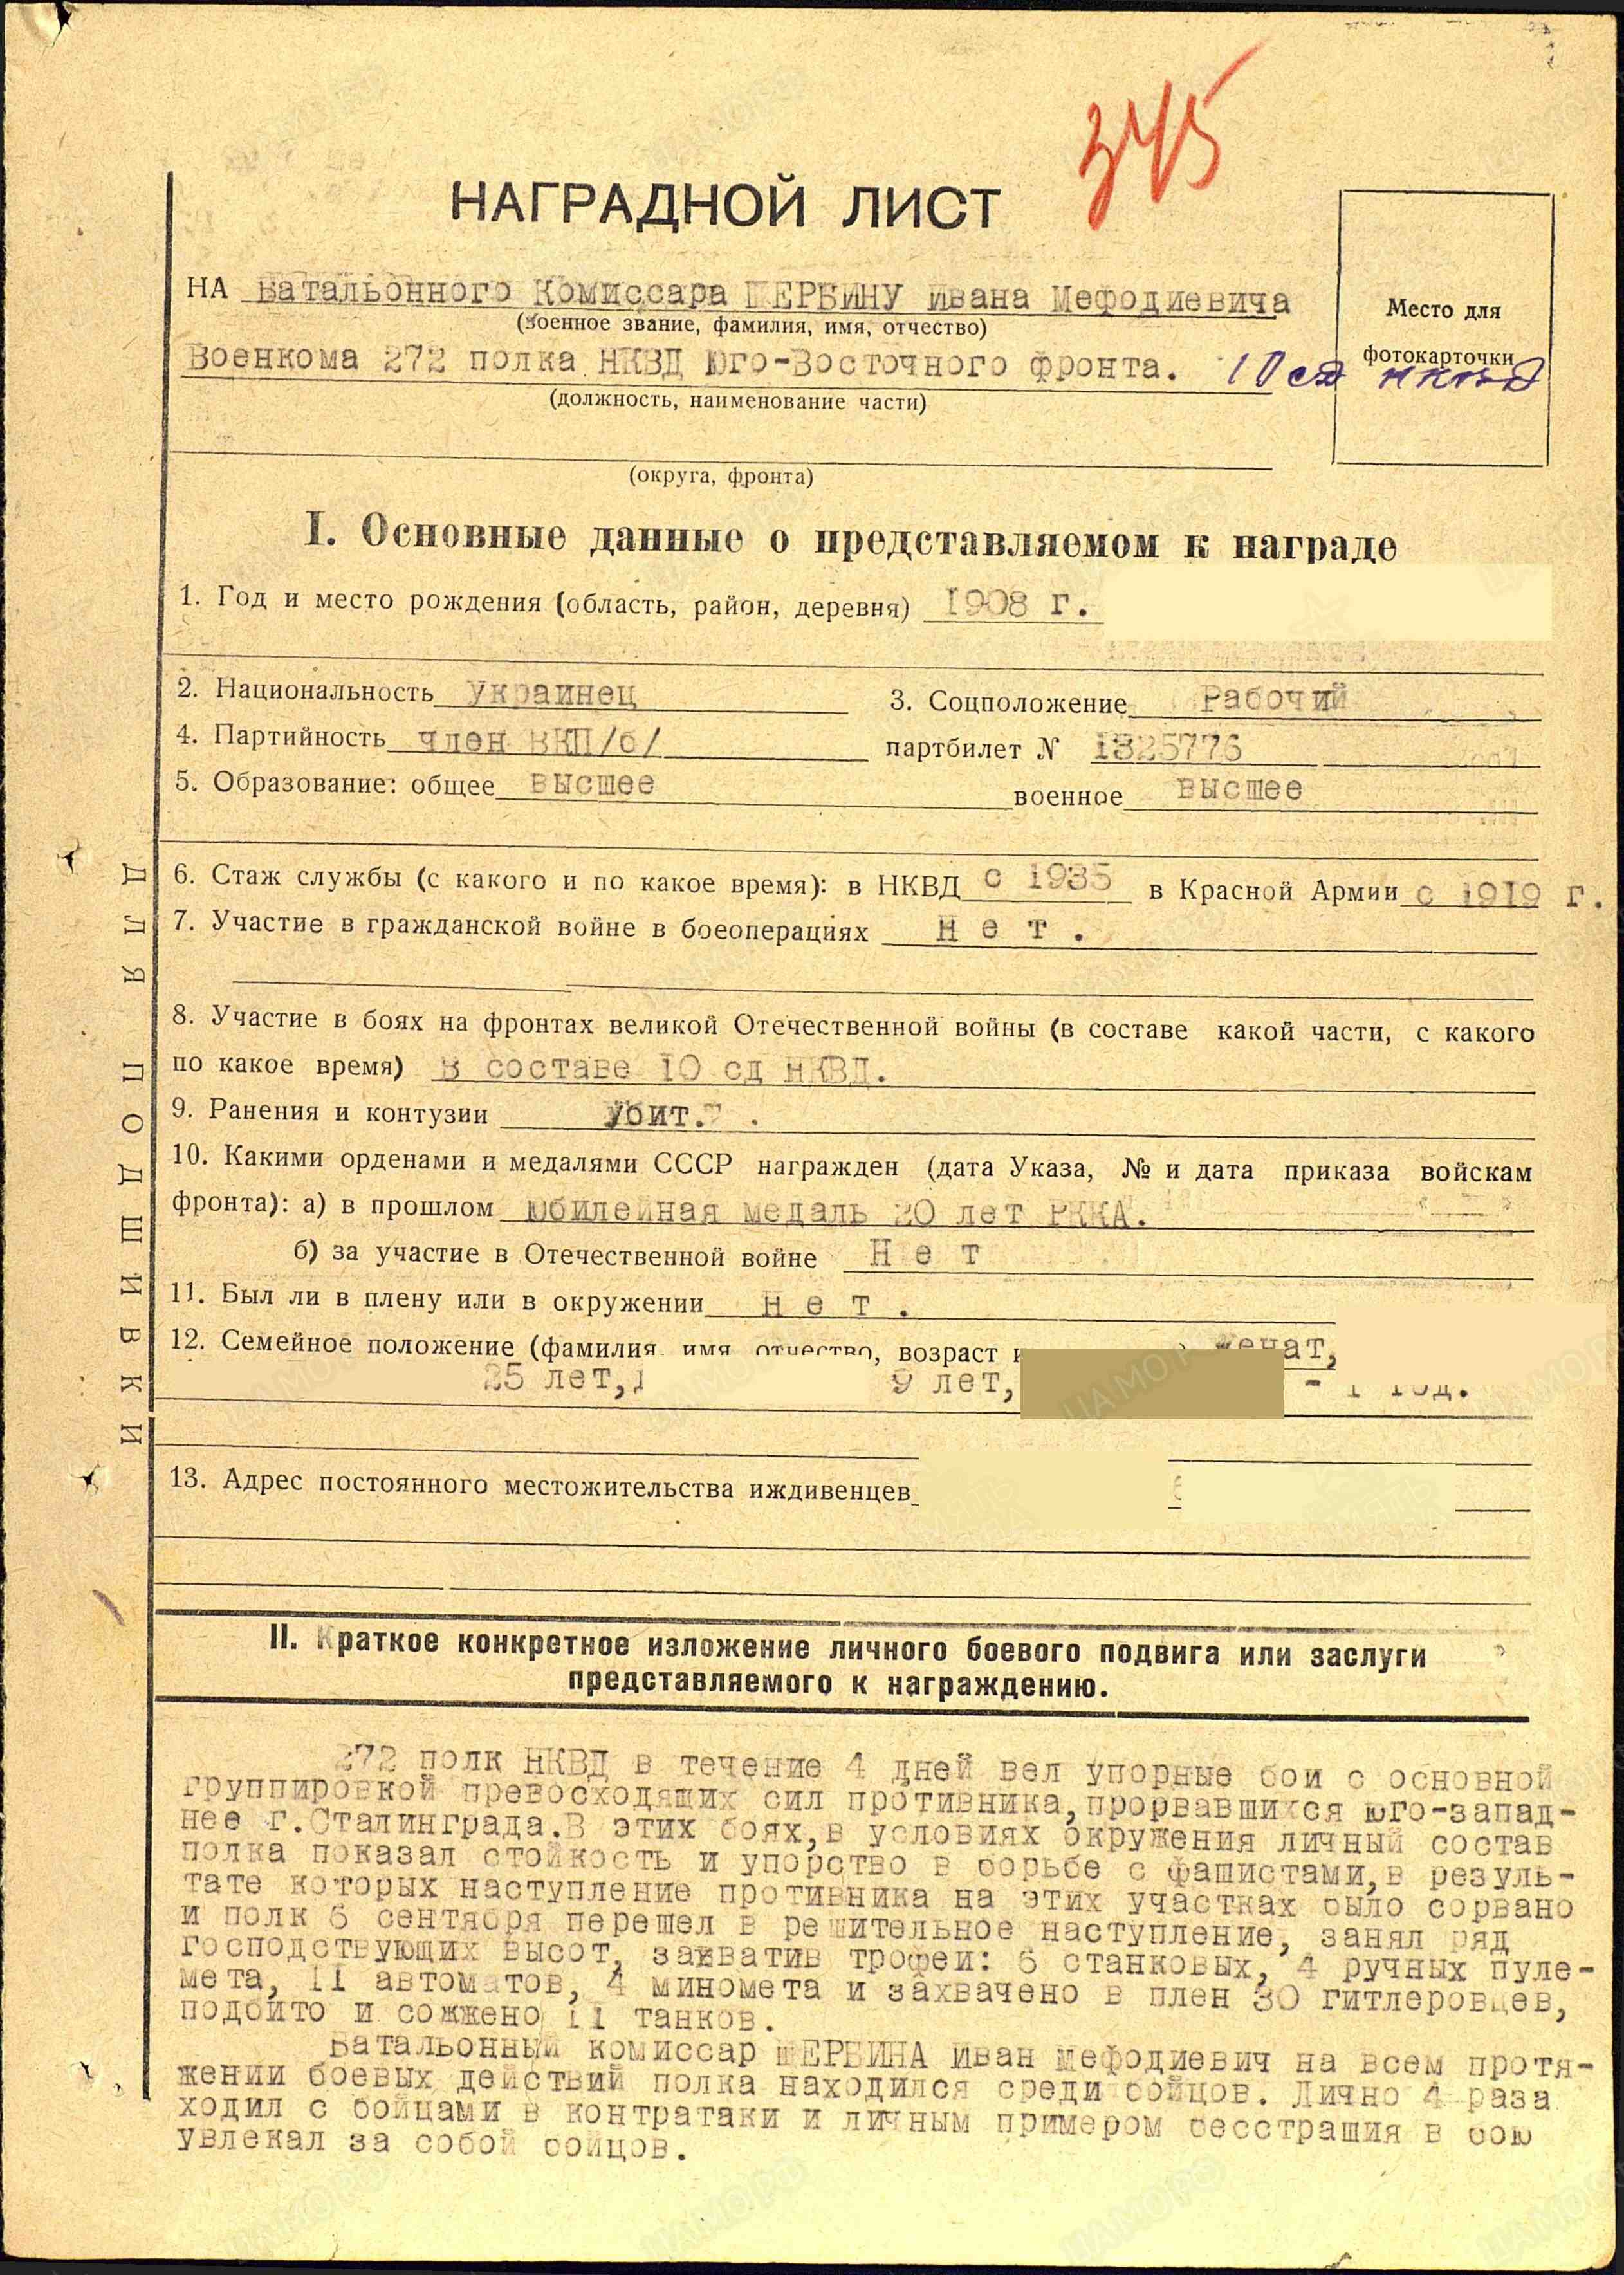 345
НАГРАДНОЙ ЛИСТ
НА Батальонного Комиссара ЩЕРБИНУ Ивана Мефодиевича
(военное звание, фамилия, имя, отчество)
Военкома 272 полка НКВД Юго-Восточного фронта. 10 сд НКВД
(должность, наименование части)
Место для
фотокарточки
(округа, фронта)
I. Основные данные о представляемом к награде
1. Год и место рождения (область, район, деревня) 1908 г.
2. Национальность Украинец 3. Соцположение Рабочий
4. Партийность член ВКП/б/ партбилет № 1325776
5. Образование: общее высшее военное высшее
6. Стаж службы (с какого и по какое время): в НКВД с 1935 в Красной Армии с 1919 г.
7. Участие в гражданской войне в боеоперациях Н е т .
8. Участие в боях на фронтах великой Отечественной войны (в составе какой части, с какого
по какое время) В составе 10 сд НКВД.
9. Ранения и контузии Убит.
10. Какими орденами и медалями СССР награжден (дата Указа, № и дата приказа войскам
фронта): а) в прошлом Юбилейная медаль 20 лет РККА.
б) за участие в Отечественной войне Н е т
11. Был ли в плену или в окружении Н е т .
12. Семейное положение (фамилия, имя, отчество, возраст женат,
25 лет, 9 лет, - 1 год.
13. Адрес постоянного местожительства иждивенцев
ДЛЯ ПОДШИВКИ
II. Краткое конкретное изложение личного боевого подвига или заслуги
представляемого к награждению.
272 полк НКВД в течение 4 дней вел упорные бои с основной
группировкой превосходящих сил противника, прорвавшихся юго-запад-
нее г.Сталинграда. В этих боях, в условиях окружения личный состав
полка показал стойкость и упорство в борьбе с фашистами, в резуль-
тате которых наступление противника на этих участках было сорвано
и полк 6 сентября перешел в решительное наступление, занял ряд
господствующих высот, захватив трофеи: 6 станковых, 4 ручных пуле-
мета, 11 автоматов, 4 миномета и захвачено в плен 30 гитлеровцев,
подбито и сожжено 11 танков.
Батальонный комиссар ЩЕРБИНА Иван Мефодиевич на всем протя-
жении боевых действий полка находился среди бойцов. Лично 4 раза
ходил с бойцами в контратаки и личным примером бесстрашия в бою
увлекал за собой бойцов.